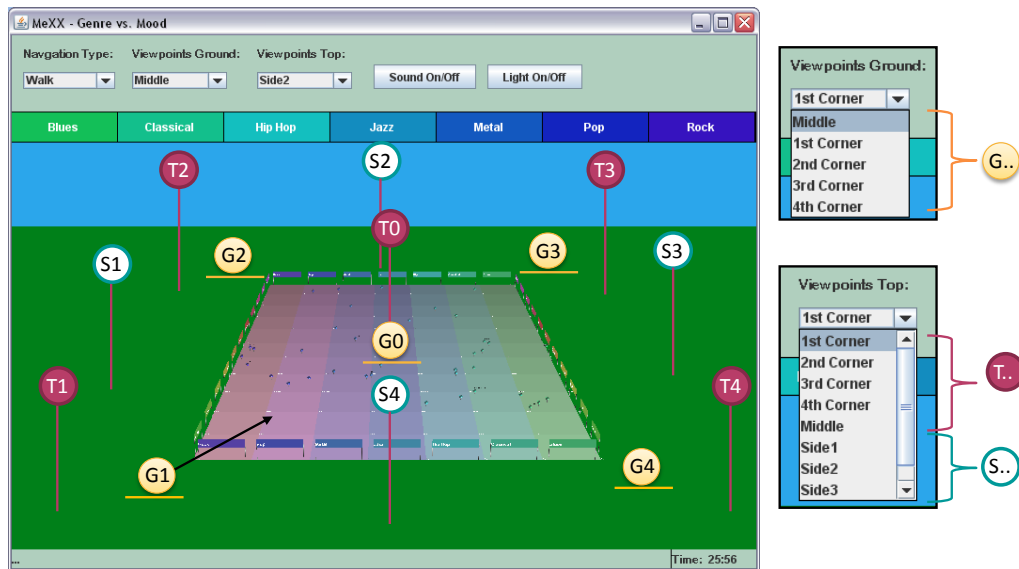 MeXX - Genre vs. Mood
Navgation Type: Viewpoints Ground: Viewpoints Top:
Walk Middle Side2 Sound On/Off Light On/Off
Blues Classical Hip Hop Jazz Metal Pop Rock
T2 S2 T3
T0
G2 G3
S1 S3
G0
T1 S4 T4
G1 G4
... Time: 25:56
Viewpoints Ground:
1st Corner
Middle
1st Corner
2nd Corner
3rd Corner
4th Corner
G..
Viewpoints Top:
1st Corner
1st Corner
2nd Corner
3rd Corner
4th Corner
Middle
Side1
Side2
Side3
T..
S..